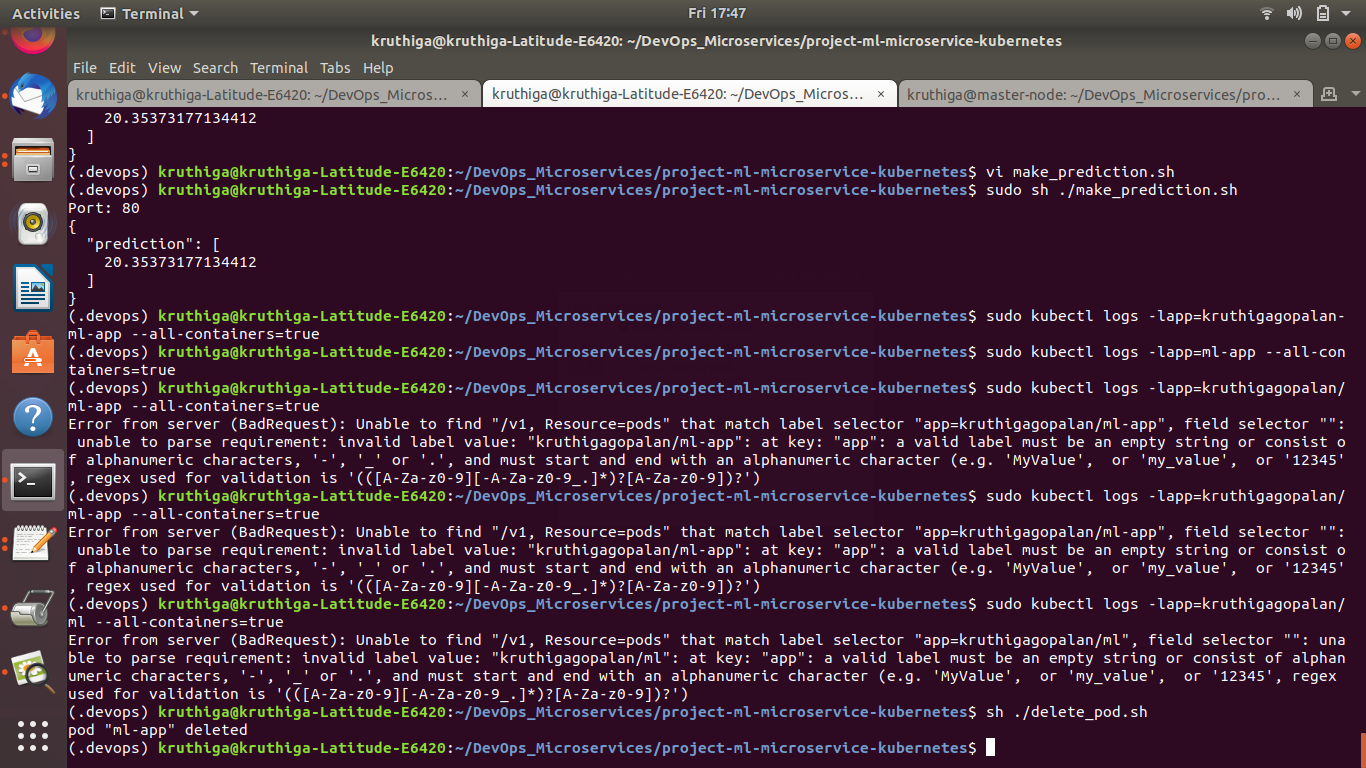 Activities
Terminal
Fri 17:47
kruthiga@kruthiga-Latitude-E6420: ~/DevOps_Microservices/project-ml-microservice-kubernetes
File Edit View Search Terminal Tabs Help
kruthiga@kruthiga-Latitude-E6420: ~/DevOps_Micros… ×
kruthiga@kruthiga-Latitude-E6420: ~/DevOps_Micros… ×
kruthiga@master-node: ~/DevOps_Microservices/pro… ×
    20.35373177134412
  ]
}
(.devops) kruthiga@kruthiga-Latitude-E6420:~/DevOps_Microservices/project-ml-microservice-kubernetes$ vi make_prediction.sh
(.devops) kruthiga@kruthiga-Latitude-E6420:~/DevOps_Microservices/project-ml-microservice-kubernetes$ sudo sh ./make_prediction.sh
Port: 80
{
  "prediction": [
    20.35373177134412
  ]
}
(.devops) kruthiga@kruthiga-Latitude-E6420:~/DevOps_Microservices/project-ml-microservice-kubernetes$ sudo kubectl logs -lapp=kruthigagopalan-
ml-app --all-containers=true
(.devops) kruthiga@kruthiga-Latitude-E6420:~/DevOps_Microservices/project-ml-microservice-kubernetes$ sudo kubectl logs -lapp=ml-app --all-con
tainers=true
(.devops) kruthiga@kruthiga-Latitude-E6420:~/DevOps_Microservices/project-ml-microservice-kubernetes$ sudo kubectl logs -lapp=kruthigagopalan/
ml-app --all-containers=true
Error from server (BadRequest): Unable to find "/v1, Resource=pods" that match label selector "app=kruthigagopalan/ml-app", field selector "":
 unable to parse requirement: invalid label value: "kruthigagopalan/ml-app": at key: "app": a valid label must be an empty string or consist o
f alphanumeric characters, '-', '_' or '.', and must start and end with an alphanumeric character (e.g. 'MyValue',  or 'my_value',  or '12345'
, regex used for validation is '(([A-Za-z0-9][-A-Za-z0-9_.]*)?[A-Za-z0-9])?')
(.devops) kruthiga@kruthiga-Latitude-E6420:~/DevOps_Microservices/project-ml-microservice-kubernetes$ sudo kubectl logs -lapp=kruthigagopalan/
ml-app --all-containers=true
Error from server (BadRequest): Unable to find "/v1, Resource=pods" that match label selector "app=kruthigagopalan/ml-app", field selector "":
 unable to parse requirement: invalid label value: "kruthigagopalan/ml-app": at key: "app": a valid label must be an empty string or consist o
f alphanumeric characters, '-', '_' or '.', and must start and end with an alphanumeric character (e.g. 'MyValue',  or 'my_value',  or '12345'
, regex used for validation is '(([A-Za-z0-9][-A-Za-z0-9_.]*)?[A-Za-z0-9])?')
(.devops) kruthiga@kruthiga-Latitude-E6420:~/DevOps_Microservices/project-ml-microservice-kubernetes$ sudo kubectl logs -lapp=kruthigagopalan/
ml --all-containers=true
Error from server (BadRequest): Unable to find "/v1, Resource=pods" that match label selector "app=kruthigagopalan/ml", field selector "": una
ble to parse requirement: invalid label value: "kruthigagopalan/ml": at key: "app": a valid label must be an empty string or consist of alphan
umeric characters, '-', '_' or '.', and must start and end with an alphanumeric character (e.g. 'MyValue',  or 'my_value',  or '12345', regex
used for validation is '(([A-Za-z0-9][-A-Za-z0-9_.]*)?[A-Za-z0-9])?')
(.devops) kruthiga@kruthiga-Latitude-E6420:~/DevOps_Microservices/project-ml-microservice-kubernetes$ sh ./delete_pod.sh
pod "ml-app" deleted
(.devops) kruthiga@kruthiga-Latitude-E6420:~/DevOps_Microservices/project-ml-microservice-kubernetes$